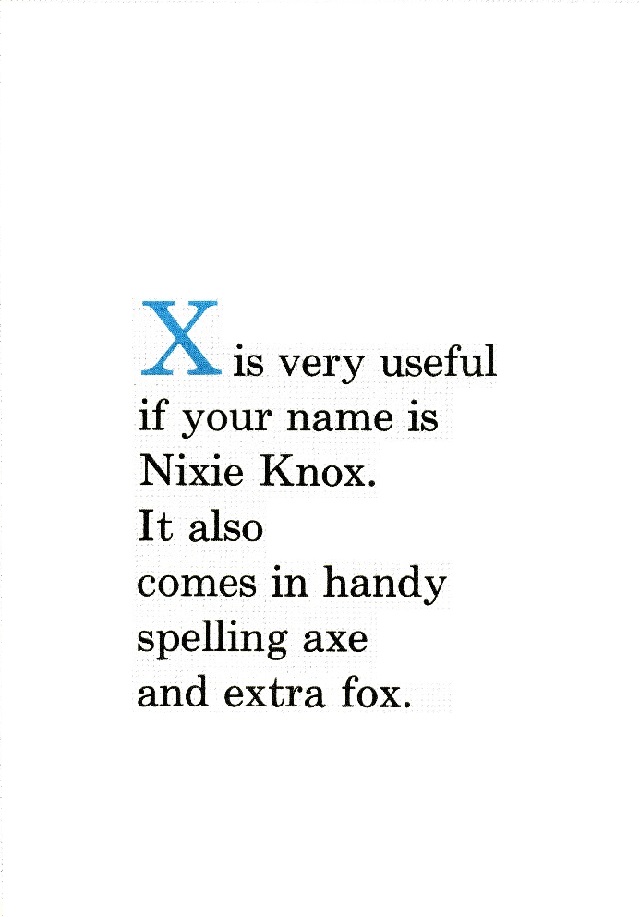 X is very useful
if your name is
Nixie Knox.
It also
comes in handy
spelling axe
and extra fox.